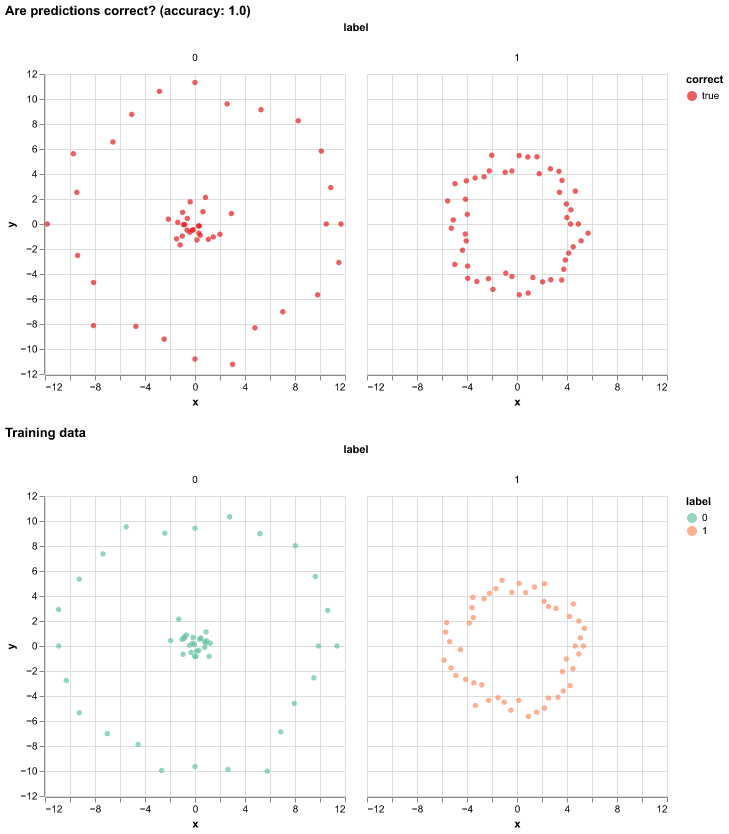 Are predictions correct? (accuracy: 1.0)
label
0 1
correct
true
12
10
8
6
4
2
0
−2
−4
−6
−8
−10
−12
y
−12 −8 −4 0 4 8 12 −12 −8 −4 0 4 8 12
x x
Training data
label
0 1
label
0
1
12
10
8
6
4
2
0
−2
−4
−6
−8
−10
−12
y
−12 −8 −4 0 4 8 12 −12 −8 −4 0 4 8 12
x x